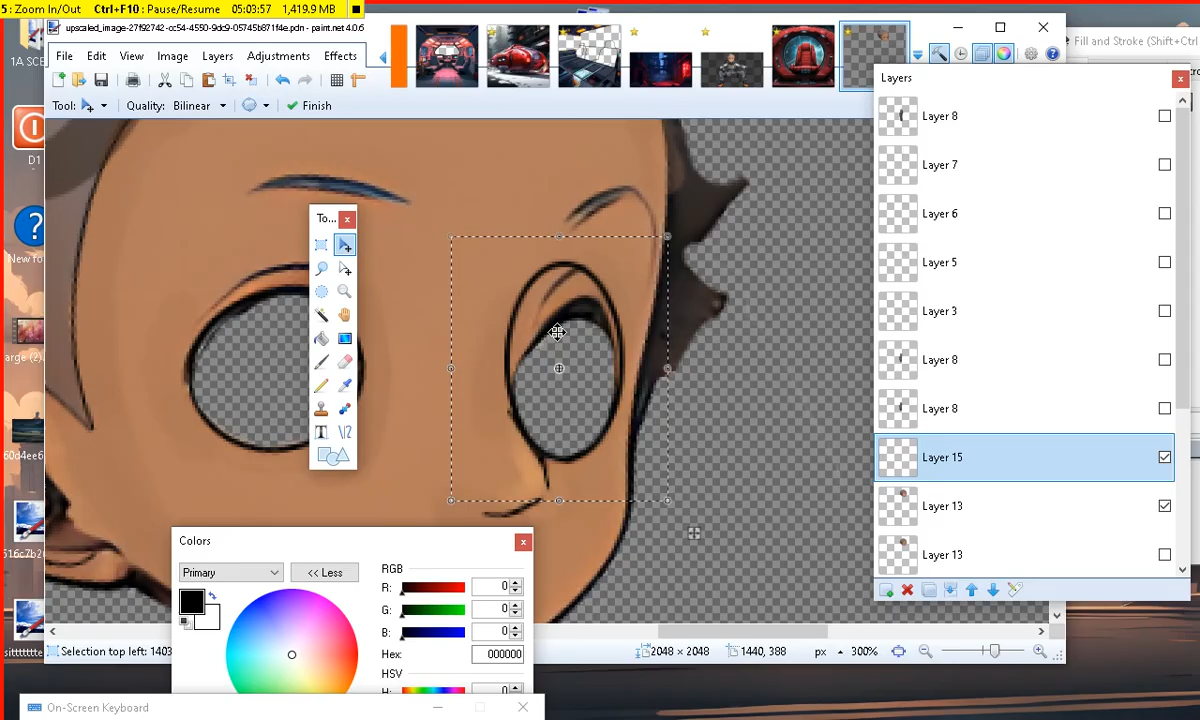 5: Zoom In/Out Ctrl+F10: Pause/Resume 05:03:57 1,419.9 MB
upscaled_image-27f92742-cc54-4550-9dc9-05745b871f4e.pdn - paint.net 4.0.6
Fill and Stroke (Shift+Ctrl
File Edit View Image Layers Adjustments Effects
Tool: Quality: Bilinear Finish
Layers
Layer 8
Layer 7
Layer 6
Layer 5
Layer 3
Layer 8
Layer 8
Layer 15
Layer 13
Layer 13
1A SCE
D1
New fo
arge (2)
60d4ee6
516c7b2
sitttttttte
To...
Colors
Primary
<< Less
RGB
R: 0
G: 0
B: 0
Hex: 000000
HSV
H: 0
Selection top left: 1403
2048 × 2048 1440, 388 px 300%
On-Screen Keyboard